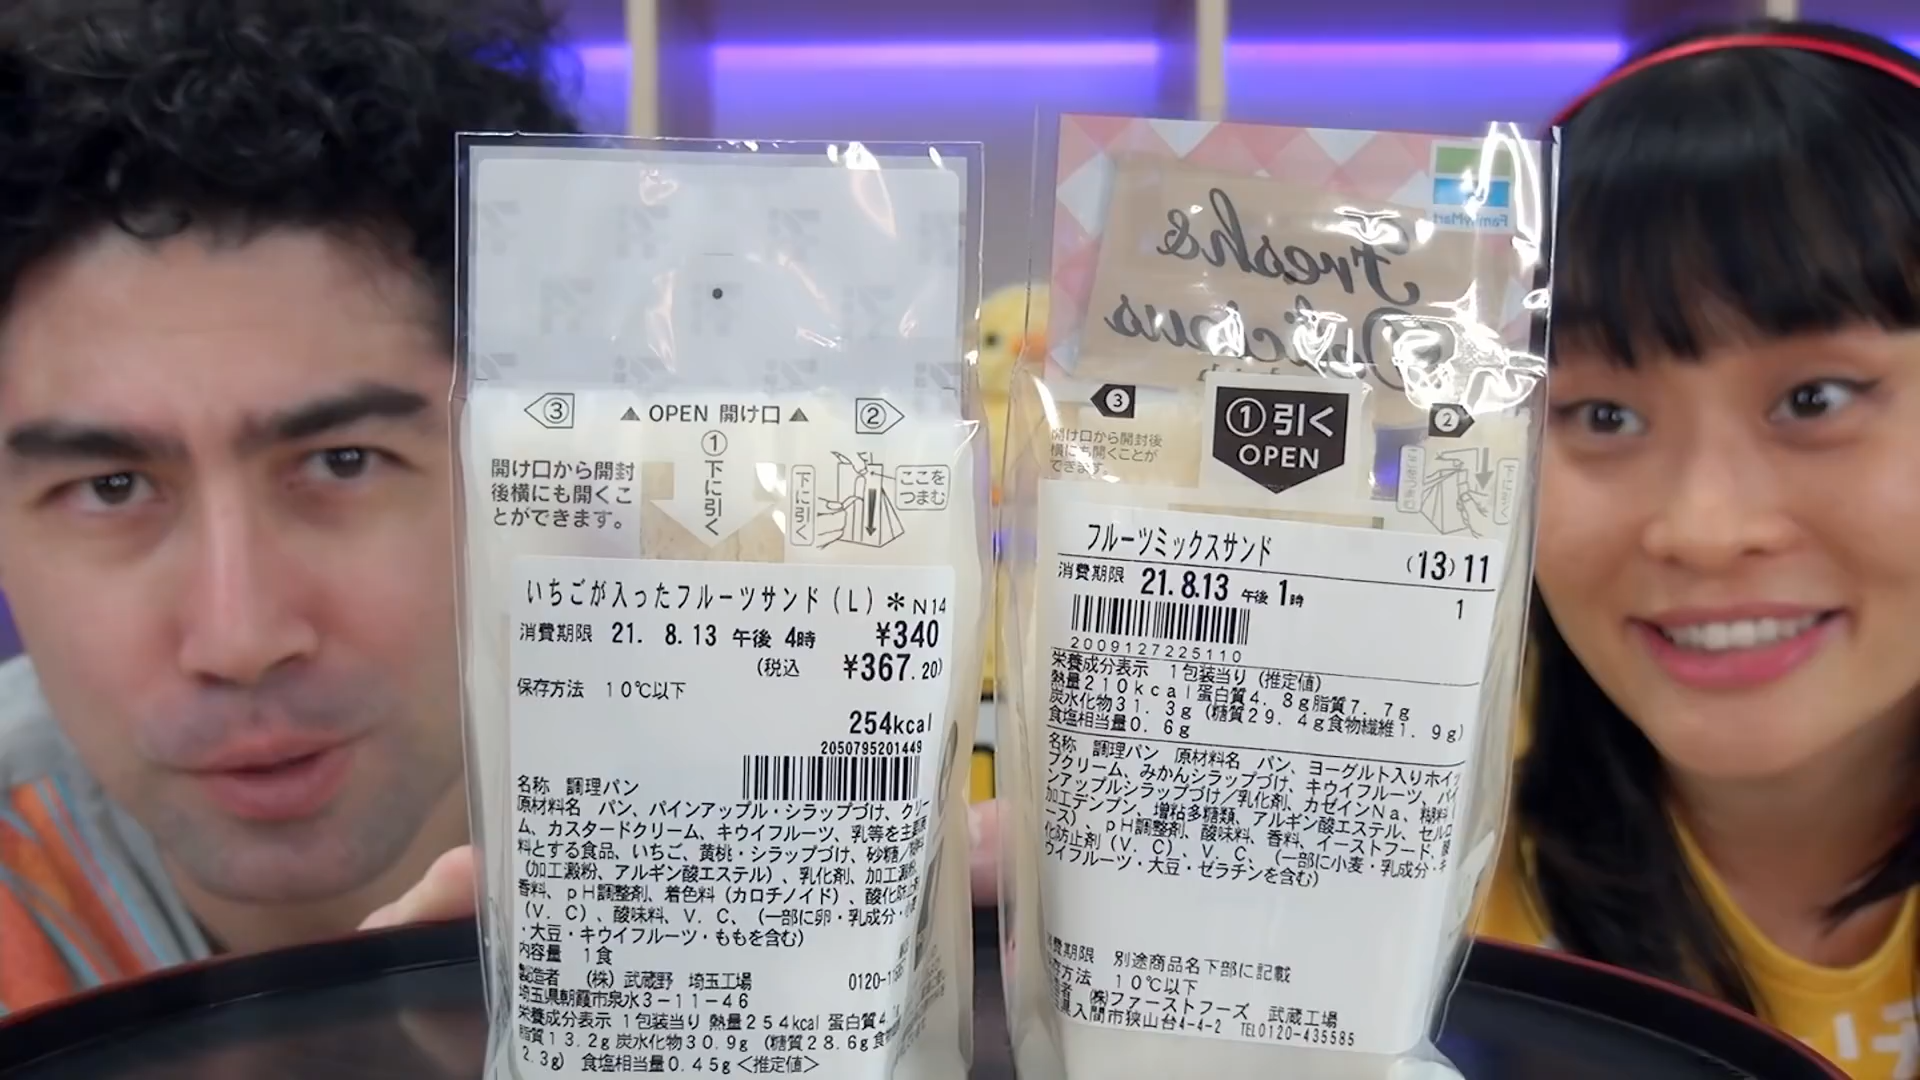 ③
▲ OPEN 開け口 ▲
②
①
下に引く
開け口から開封
後横にも開くこ
とができます。
下に引く
ここを
つまむ
いちごが入ったフルーツサンド(L)＊N14
消費期限 21. 8.13 午後 4時 ¥340
(税込 ¥367.20)
保存方法 10℃以下
254kcal
2050795201449
名称 調理パン
原材料名 パン、パインアップル・シラップづけ、クリー
ム、カスタードクリーム、キウイフルーツ、乳等を主要原
料とする食品、いちご、黄桃・シラップづけ、砂糖／
(加工澱粉、アルギン酸エステル)、乳化剤、加工澱粉、
香料、pH調整剤、着色料(カロチノイド)、酸化防止剤
(V.C)、酸味料、V.C、(一部に卵・乳成分・小麦
・大豆・キウイフルーツ・ももを含む)
内容量 1食
製造者 (株)武蔵野 埼玉工場 0120-1
埼玉県朝霞市泉水3-11-46
栄養成分表示 1包装当り 熱量254kcal 蛋白質4.
脂質13.2g 炭水化物30.9g (糖質28.6g 食
2.3g) 食塩相当量0.45g <推定値>
FamilyMart
Fresh&
Delicious
③
①引く
OPEN
②
開け口から開封後
横にも開くことが
できます。
フルーツミックスサンド (13)11
消費期限 21.8.13 午後 1時 1
2009127225110
栄養成分表示 1包装当り (推定値)
熱量210kcal蛋白質4.8g脂質7.7g
炭水化物31.3g (糖質29.4g食物繊維1.9g)
食塩相当量0.6g
名称 調理パン 原材料名 パン、ヨーグルト入りホイッ
プクリーム、みかんシラップづけ、キウイフルーツ、パイ
ンアップルシラップづけ/乳化剤、カゼインNa、糊料(
加工デンプン、増粘多糖類、アルギン酸エステル、セルロ
ース)、pH調整剤、酸味料、香料、イーストフード、酸
化防止剤(V.C)、V.C、(一部に小麦・乳成分・キ
ウイフルーツ・大豆・ゼラチンを含む)
費期限 別途商品名下部に記載
存方法 10℃以下
造者 (株)ファーストフーズ 武蔵工場
県入間市狭山台4-4-2 TEL0120-435585